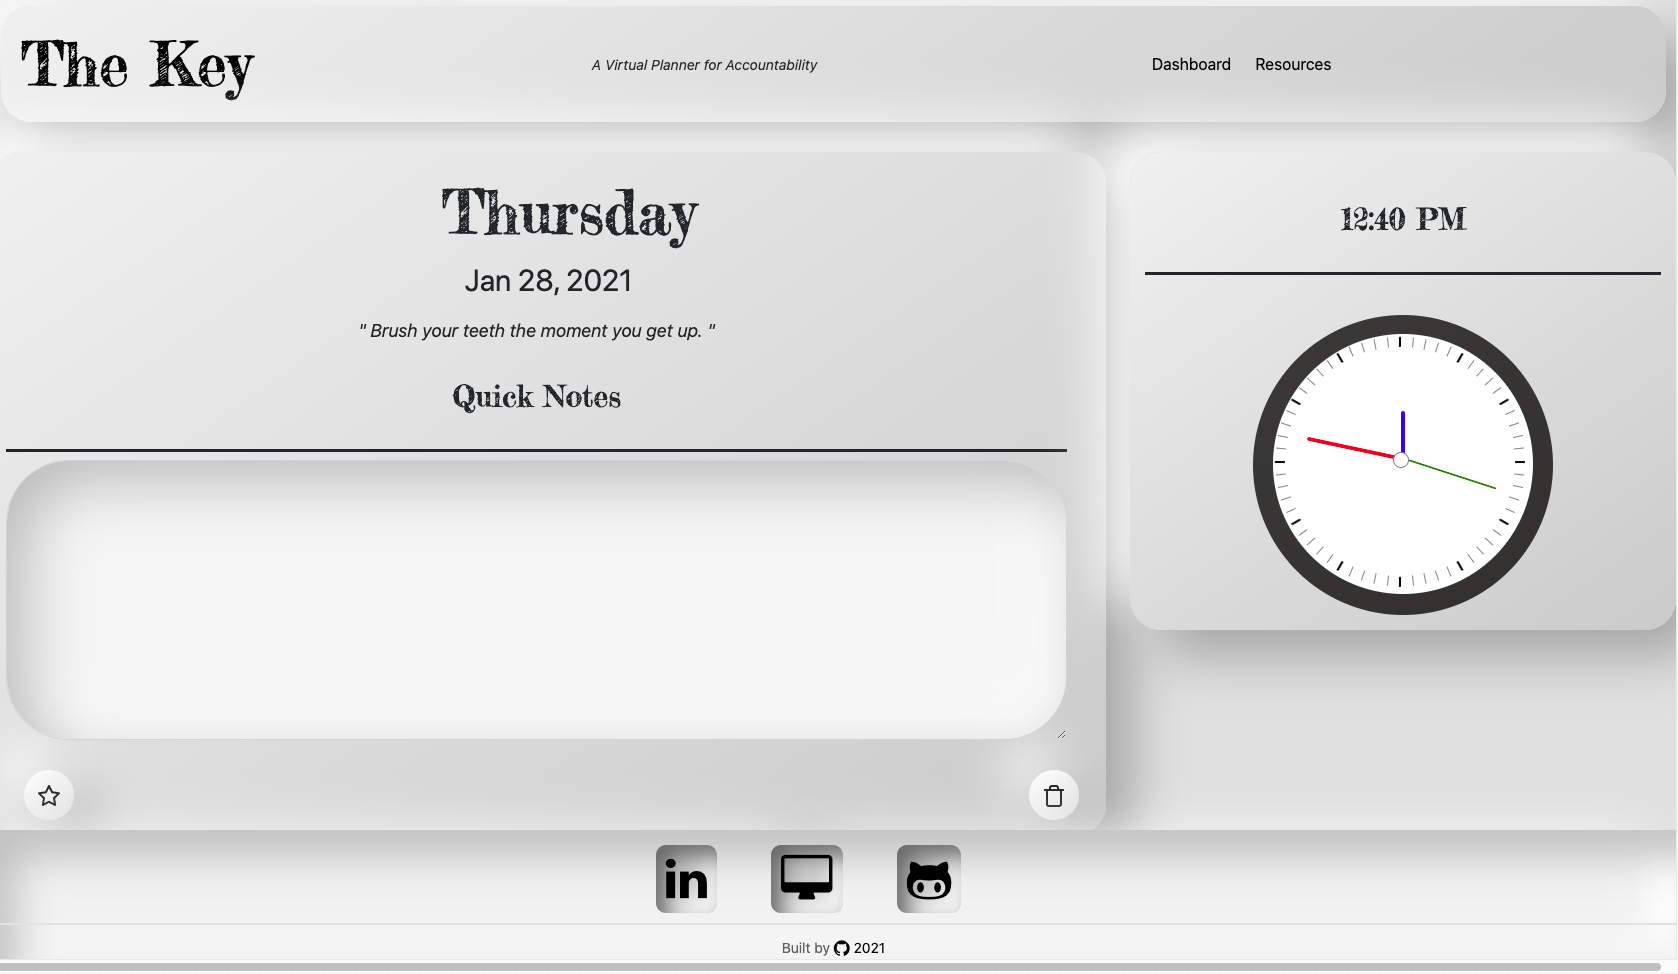 The Key
A Virtual Planner for Accountability
Dashboard Resources
Thursday
Jan 28, 2021
" Brush your teeth the moment you get up. "
Quick Notes
12:40 PM
in
Built by 2021